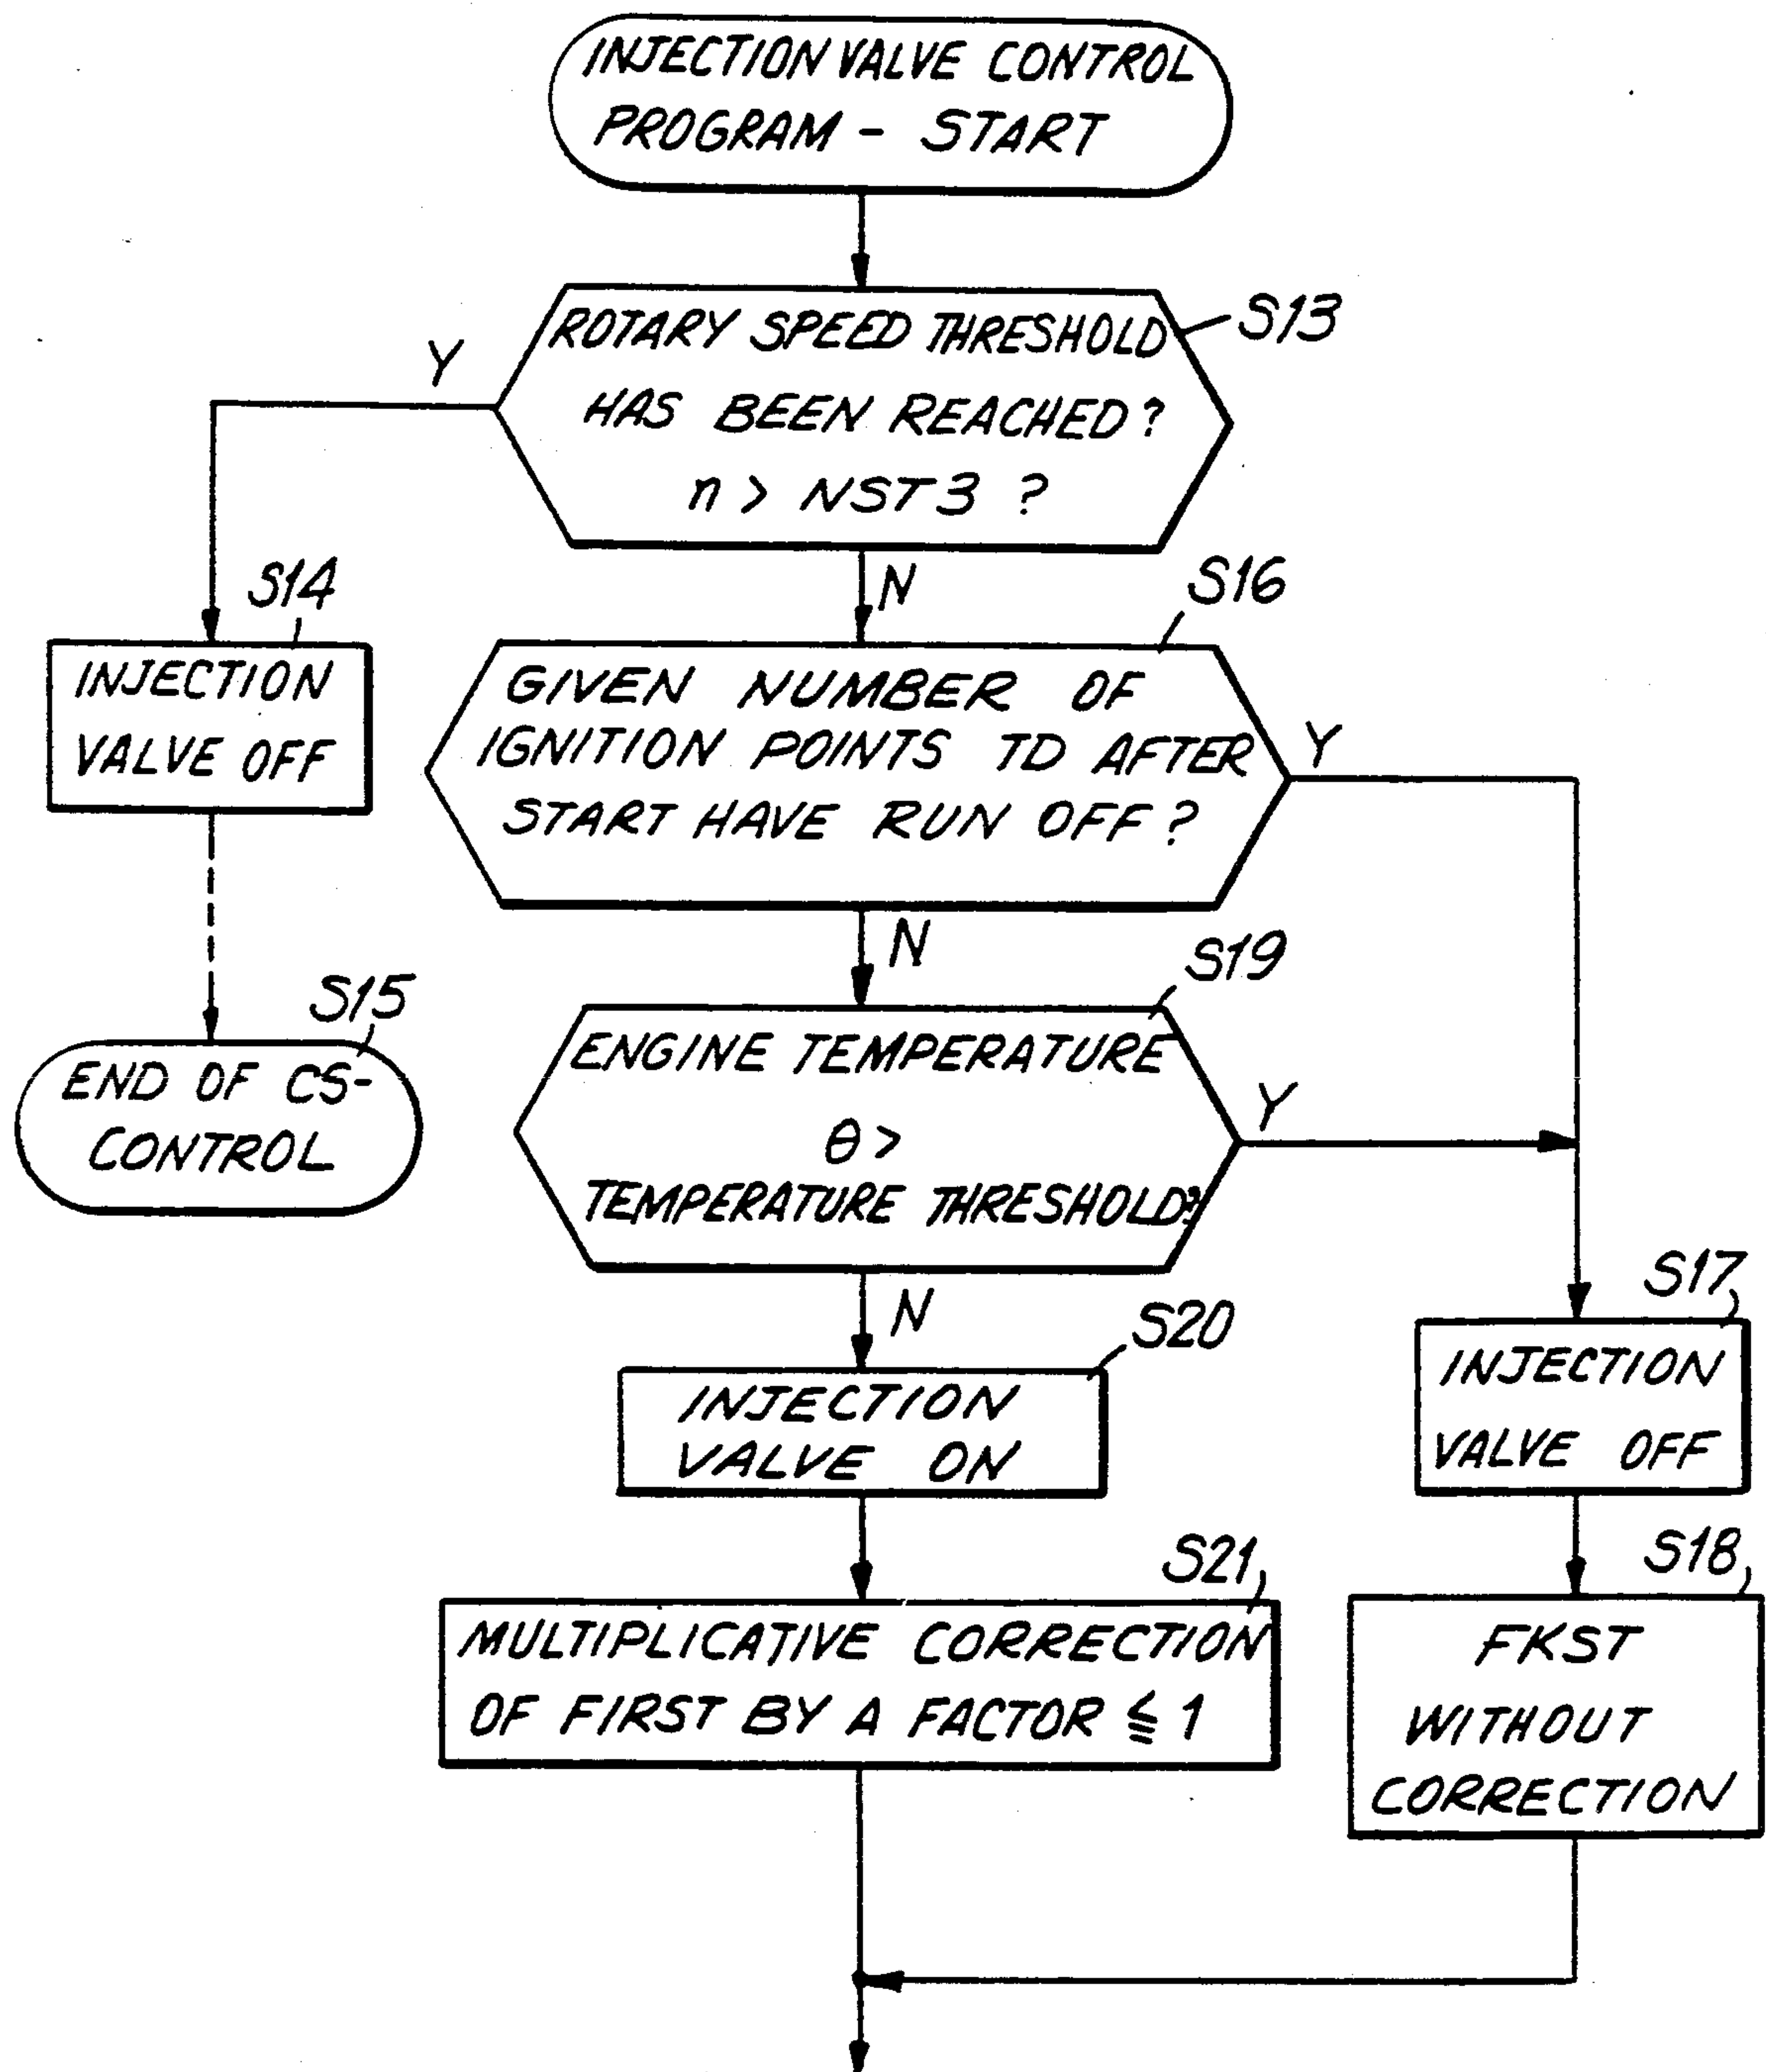 INJECTION VALVE CONTROL
PROGRAM - START
ROTARY SPEED THRESHOLD
HAS BEEN REACHED?
n > NST3 ?
S13
Y
N
S14
INJECTION
VALVE OFF
S15
END OF CS-
CONTROL
S16
GIVEN NUMBER OF
IGNITION POINTS TD AFTER
START HAVE RUN OFF?
Y
N
S19
ENGINE TEMPERATURE
θ >
TEMPERATURE THRESHOLD?
Y
N
S20
INJECTION
VALVE ON
S17
INJECTION
VALVE OFF
S21
MULTIPLICATIVE CORRECTION
OF FIRST BY A FACTOR ≦ 1
S18
FKST
WITHOUT
CORRECTION